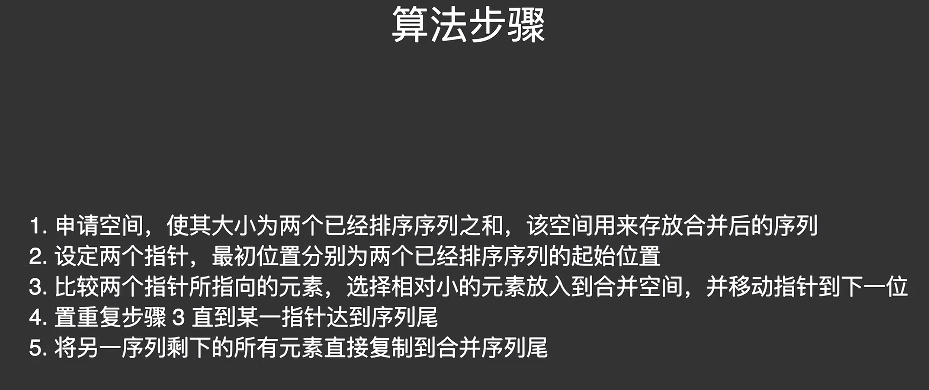 算法步骤
1. 申请空间，使其大小为两个已经排序序列之和，该空间用来存放合并后的序列
2. 设定两个指针，最初位置分别为两个已经排序序列的起始位置
3. 比较两个指针所指向的元素，选择相对小的元素放入到合并空间，并移动指针到下一位
4. 置重复步骤 3 直到某一指针达到序列尾
5. 将另一序列剩下的所有元素直接复制到合并序列尾